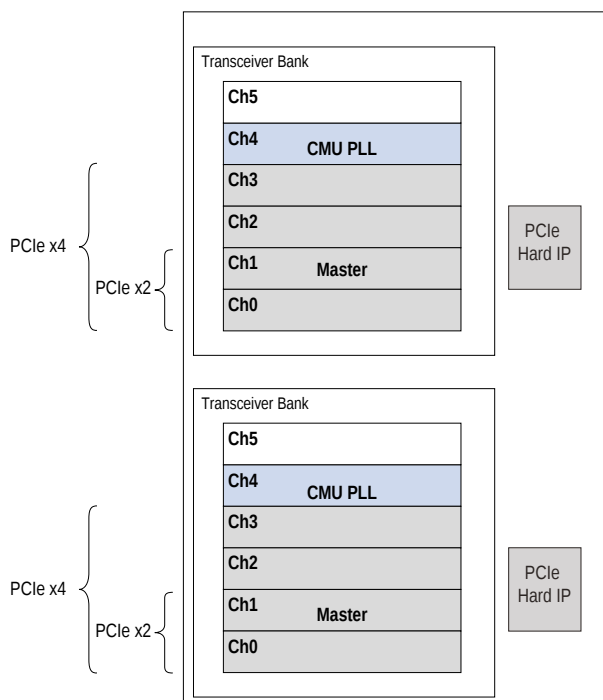 Transceiver Bank
Ch5
Ch4 CMU PLL
Ch3
Ch2
Ch1 Master
Ch0
PCIe x4
PCIe x2
PCIe
Hard IP
Transceiver Bank
Ch5
Ch4 CMU PLL
Ch3
Ch2
Ch1 Master
Ch0
PCIe x4
PCIe x2
PCIe
Hard IP